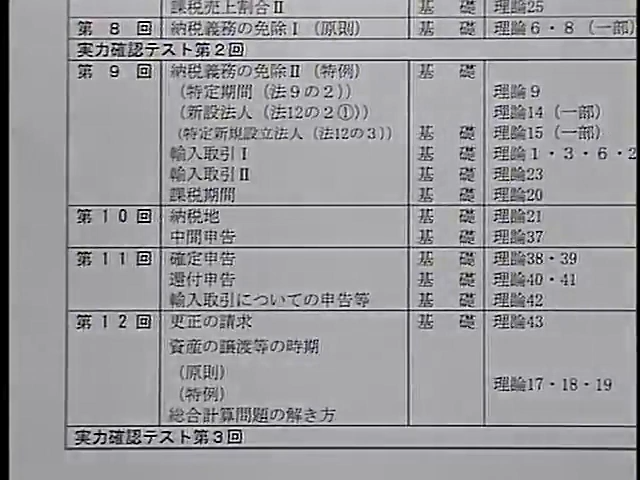 課税売上割合Ⅱ 基 礎 理論25
第 8 回 納税義務の免除Ⅰ（原則） 基 礎 理論6・8（一部）
実力確認テスト第2回
第 9 回 納税義務の免除Ⅱ（特例） 基 礎
（特定期間（法9の2）） 理論9
（新設法人（法12の2①）） 理論14（一部）
（特定新規設立法人（法12の3）） 基 礎 理論15（一部）
輸入取引Ⅰ 基 礎 理論1・3・6・2
輸入取引Ⅱ 基 礎 理論23
課税期間 基 礎 理論20
第10回 納税地 基 礎 理論21
中間申告 基 礎 理論37
第11回 確定申告 基 礎 理論38・39
還付申告 基 礎 理論40・41
輸入取引についての申告等 基 礎 理論42
第12回 更正の請求 基 礎 理論43
資産の譲渡等の時期
（原則）
（特例） 理論17・18・19
総合計算問題の解き方
実力確認テスト第3回